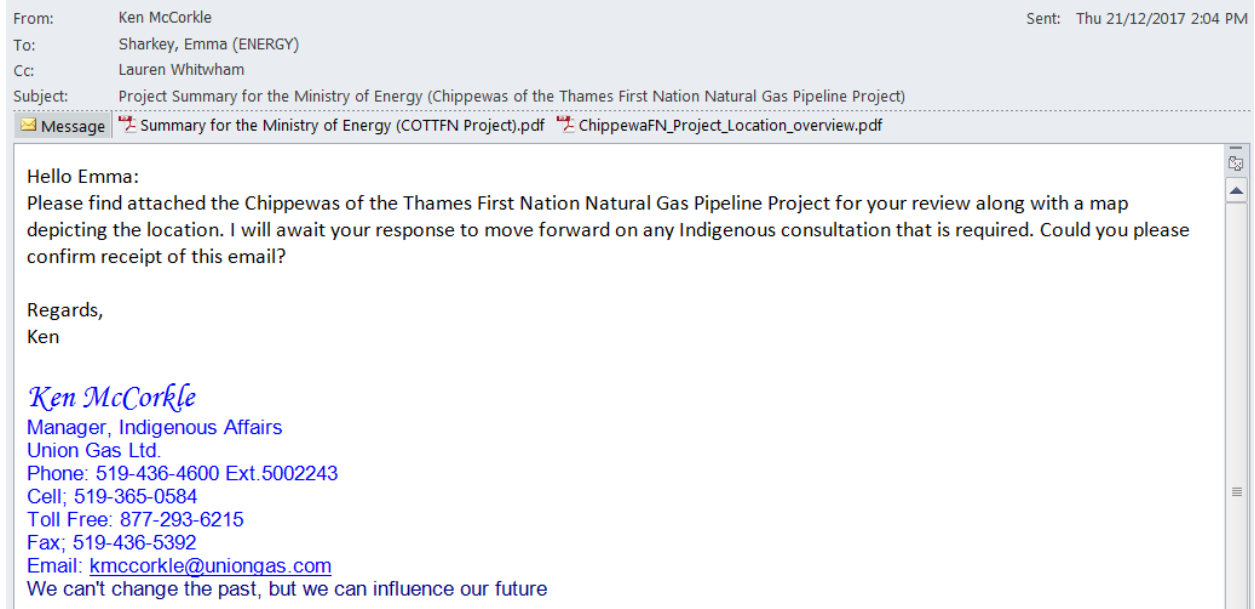 From: Ken McCorkle Sent: Thu 21/12/2017 2:04 PM
To: Sharkey, Emma (ENERGY)
Cc: Lauren Whitwham
Subject: Project Summary for the Ministry of Energy (Chippewas of the Thames First Nation Natural Gas Pipeline Project)
Message Summary for the Ministry of Energy (COTTFN Project).pdf ChippewaFN_Project_Location_overview.pdf
Hello Emma:
Please find attached the Chippewas of the Thames First Nation Natural Gas Pipeline Project for your review along with a map
depicting the location. I will await your response to move forward on any Indigenous consultation that is required. Could you please
confirm receipt of this email?
Regards,
Ken
Ken McCorkle
Manager, Indigenous Affairs
Union Gas Ltd.
Phone: 519-436-4600 Ext.5002243
Cell; 519-365-0584
Toll Free: 877-293-6215
Fax; 519-436-5392
Email: kmccorkle@uniongas.com
We can't change the past, but we can influence our future